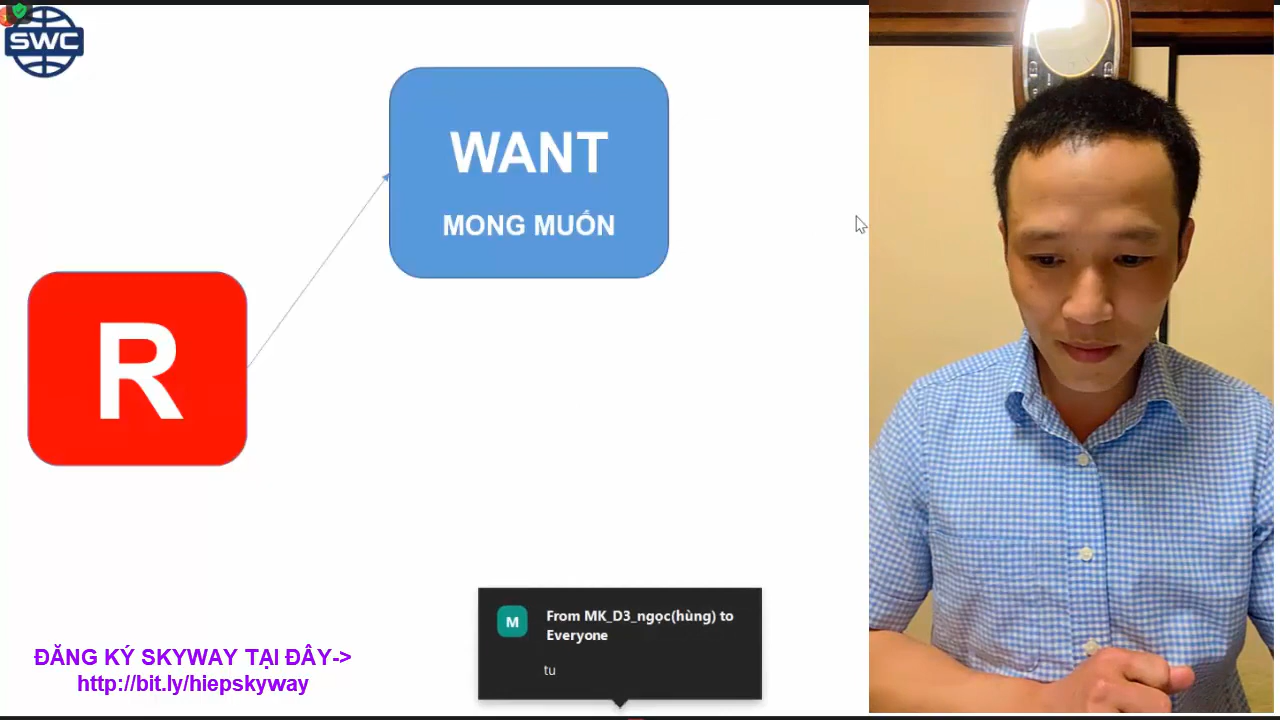 SWC
WANT
MONG MUỐN
R
From MK_D3_ngọc(hùng) to
Everyone
M
tu
ĐĂNG KÝ SKYWAY TẠI ĐÂY->
http://bit.ly/hiepskyway